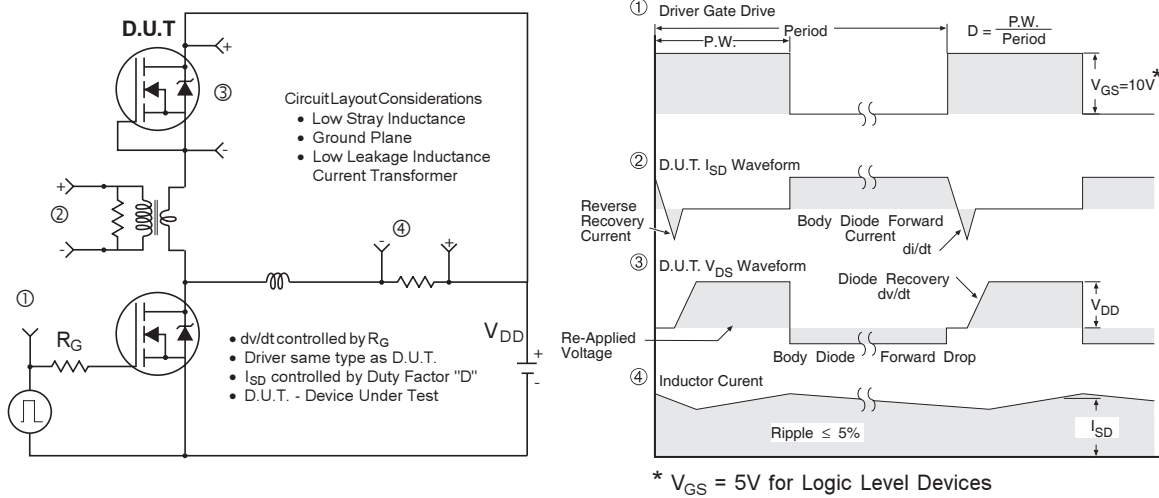 D.U.T
+
③
-
Circuit Layout Considerations
• Low Stray Inductance
• Ground Plane
• Low Leakage Inductance
Current Transformer
+
②
-
④
-
+
①
R_G
• dv/dt controlled by R_G
• Driver same type as D.U.T.
• I_SD controlled by Duty Factor "D"
• D.U.T. - Device Under Test
V_DD
+
-
① Driver Gate Drive
Period
P.W.
D = P.W. / Period
V_GS=10V*
② D.U.T. I_SD Waveform
Reverse
Recovery
Current
Body Diode Forward
Current
di/dt
③ D.U.T. V_DS Waveform
Diode Recovery
dv/dt
V_DD
Re-Applied
Voltage
Body Diode Forward Drop
④ Inductor Curent
Ripple ≤ 5%
I_SD
* V_GS = 5V for Logic Level Devices